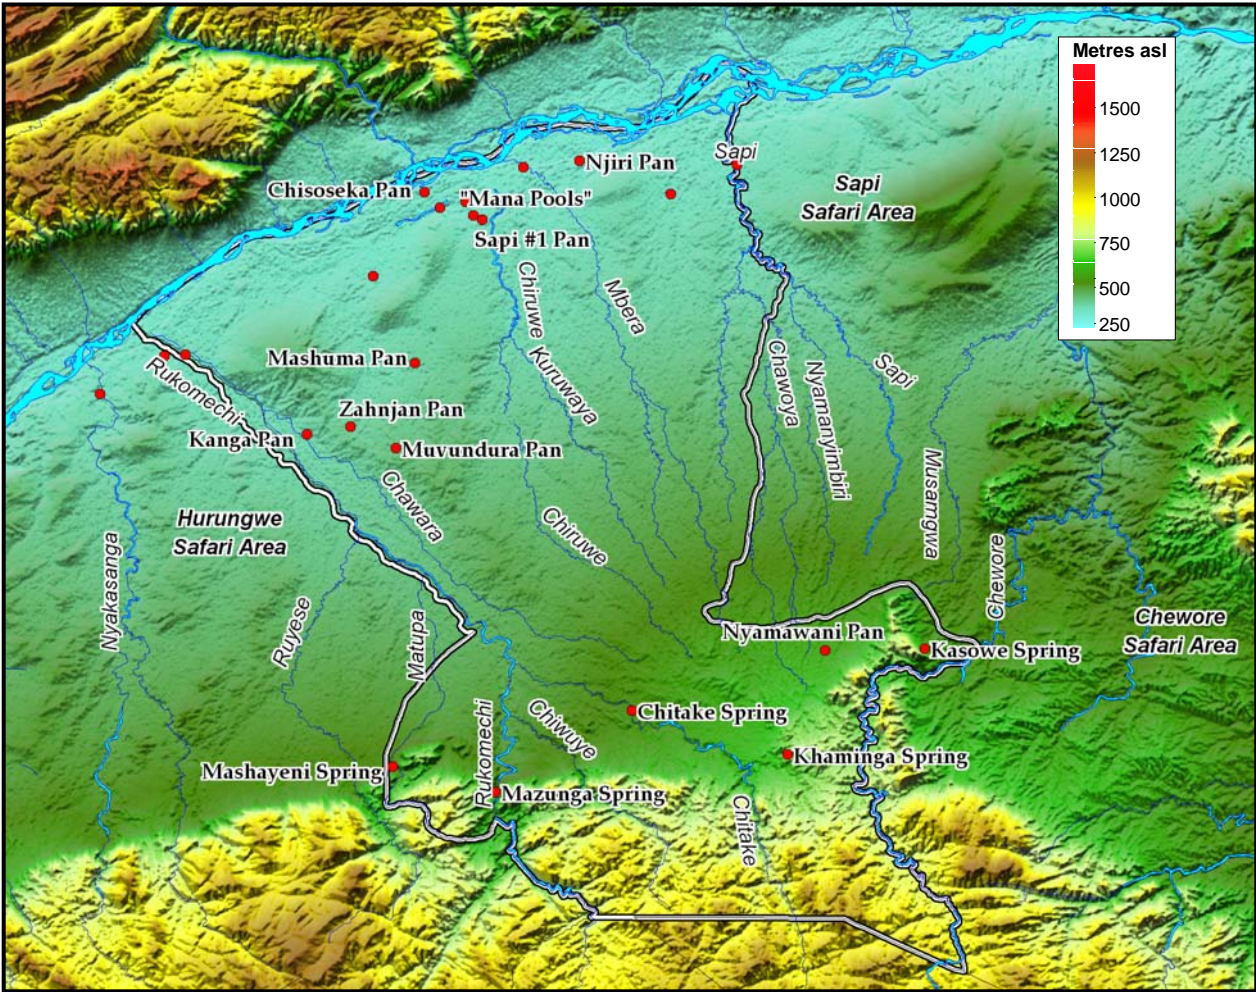 Metres asl
1500
1250
1000
750
500
250
Sapi
Njiri Pan
Chisoseka Pan
"Mana Pools"
Sapi
Safari Area
Sapi #1 Pan
Chiruwe
Mbera
Mashuma Pan
Rukomechi
Kuruwaya
Chawoya
Nyamanyimbiri
Sapi
Zahnjan Pan
Kanga Pan
Muvundura Pan
Chawara
Musamgwa
Hurungwe
Safari Area
Chiruwe
Nyakasanga
Ruyese
Matupa
Chewore
Chewore
Safari Area
Nyamawani Pan
Kasowe Spring
Chitake Spring
Rukomechi
Chiwuye
Khaminga Spring
Mashayeni Spring
Mazunga Spring
Chitake